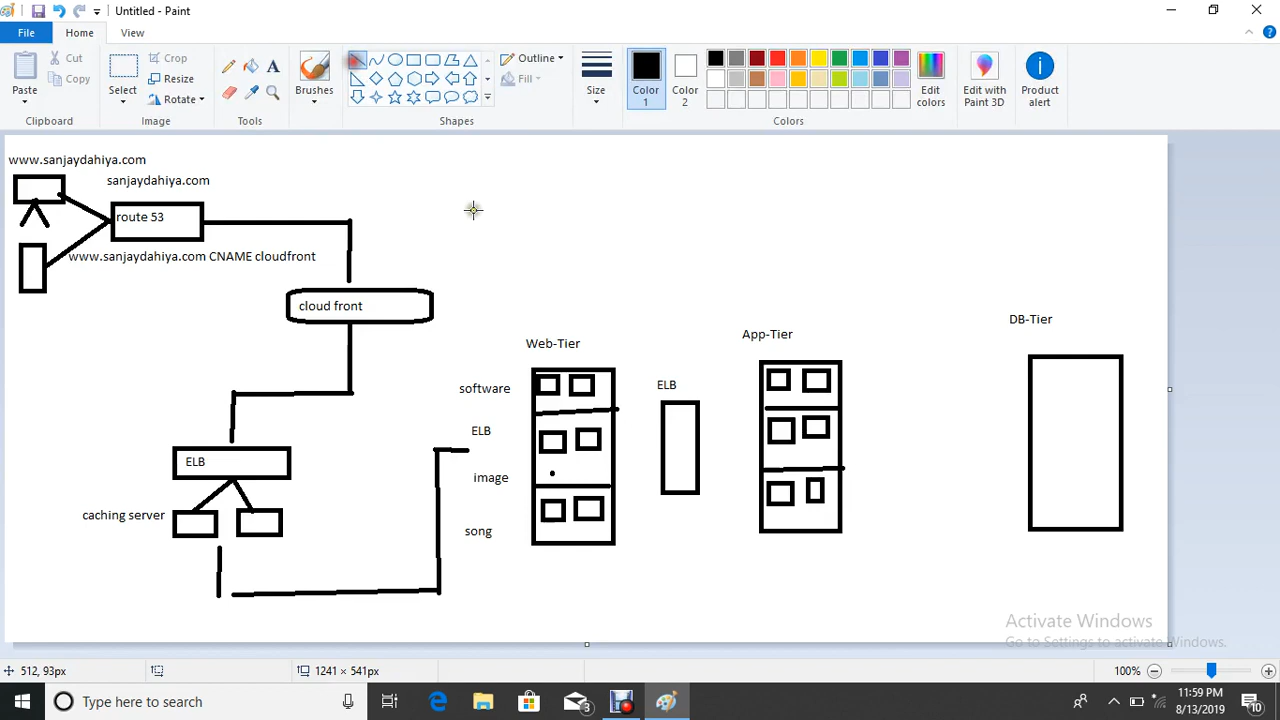 Untitled - Paint
File
Home
View
Paste
Cut
Copy
Clipboard
Select
Crop
Resize
Rotate
Image
Tools
Brushes
Shapes
Outline
Fill
Size
Color 1
Color 2
Edit colors
Colors
Edit with Paint 3D
Product alert
www.sanjaydahiya.com
sanjaydahiya.com
route 53
www.sanjaydahiya.com CNAME cloudfront
cloud front
DB-Tier
App-Tier
Web-Tier
software
ELB
ELB
ELB
image
caching server
song
Activate Windows
Go to Settings to activate Windows.
512, 93px
1241 × 541px
100%
Type here to search
3
11:59 PM
8/13/2019
10